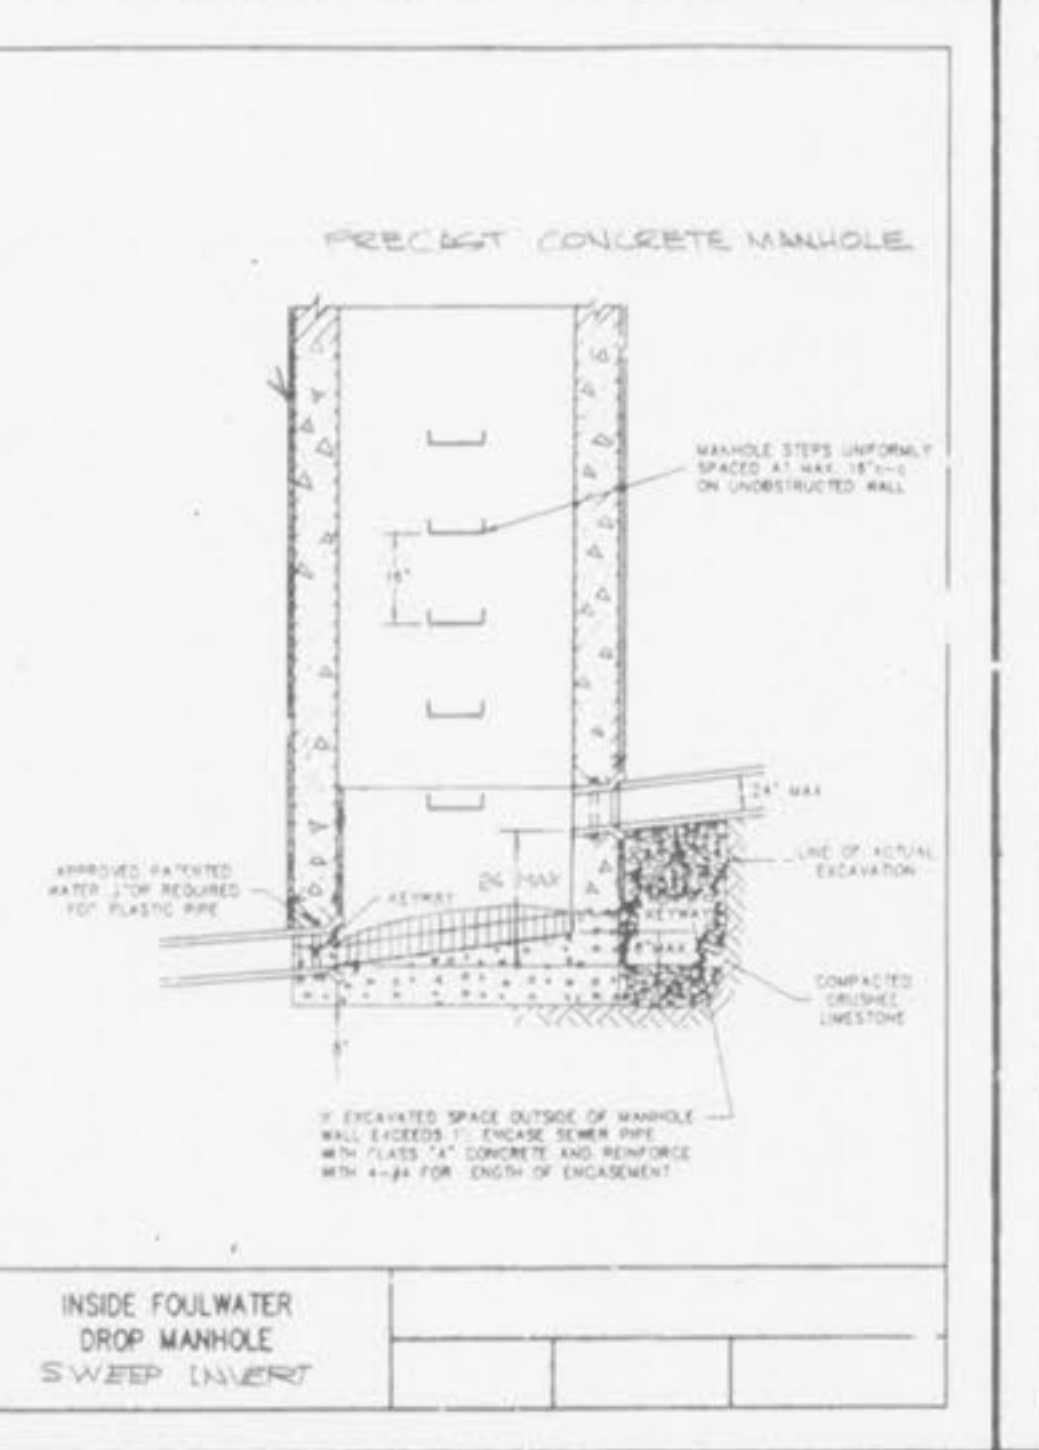 PRECAST CONCRETE MANHOLE
MANHOLE STEPS UNIFORMLY
SPACED AT MAX. 18"c-c
ON UNOBSTRUCTED WALL
24" MAX
LINE OF ACTUAL
EXCAVATION
APPROVED PATENTED
WATER STOP REQUIRED
FOR PLASTIC PIPE
KEYWAY
MAX
KEYWAY
MAX
COMPACTED
CRUSHED
LIMESTONE
IF EXCAVATED SPACE OUTSIDE OF MANHOLE
WALL EXCEEDS 1', ENCASE SEWER PIPE
WITH CLASS "A" CONCRETE AND REINFORCE
WITH 4-#4 FOR LENGTH OF ENCASEMENT
INSIDE FOULWATER
DROP MANHOLE
SWEEP INVERT